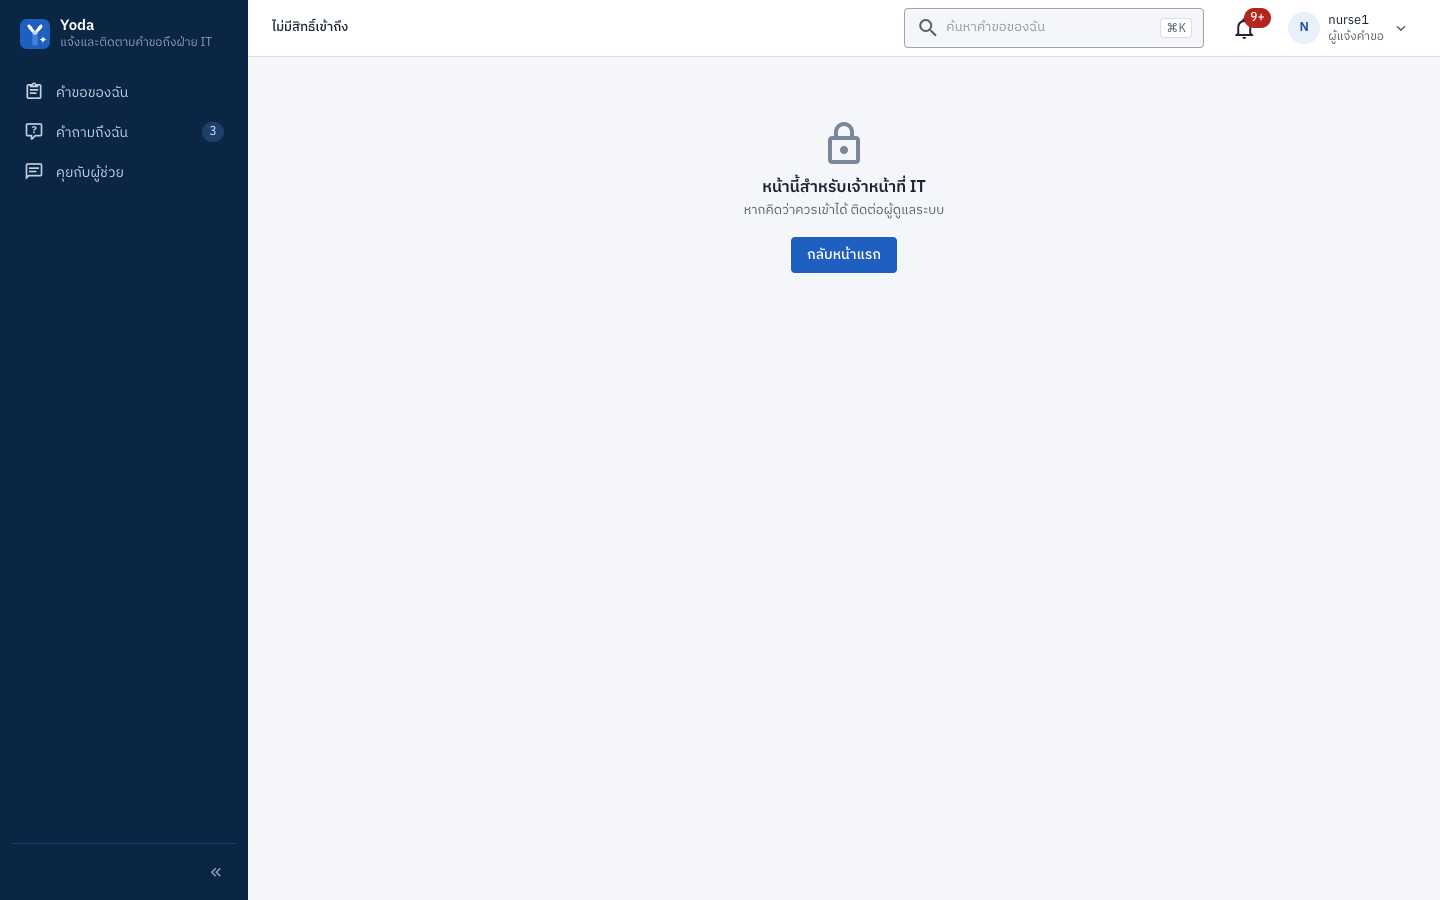 Yoda
แจ้งและติดตามคำขอถึงฝ่าย IT
คำขอของฉัน
คำถามถึงฉัน 3
คุยกับผู้ช่วย
ไม่มีสิทธิ์เข้าถึง
ค้นหาคำขอของฉัน ⌘K
9+
N
nurse1
ผู้แจ้งคำขอ
หน้านี้สำหรับเจ้าหน้าที่ IT
หากคิดว่าควรเข้าได้ ติดต่อผู้ดูแลระบบ
กลับหน้าแรก